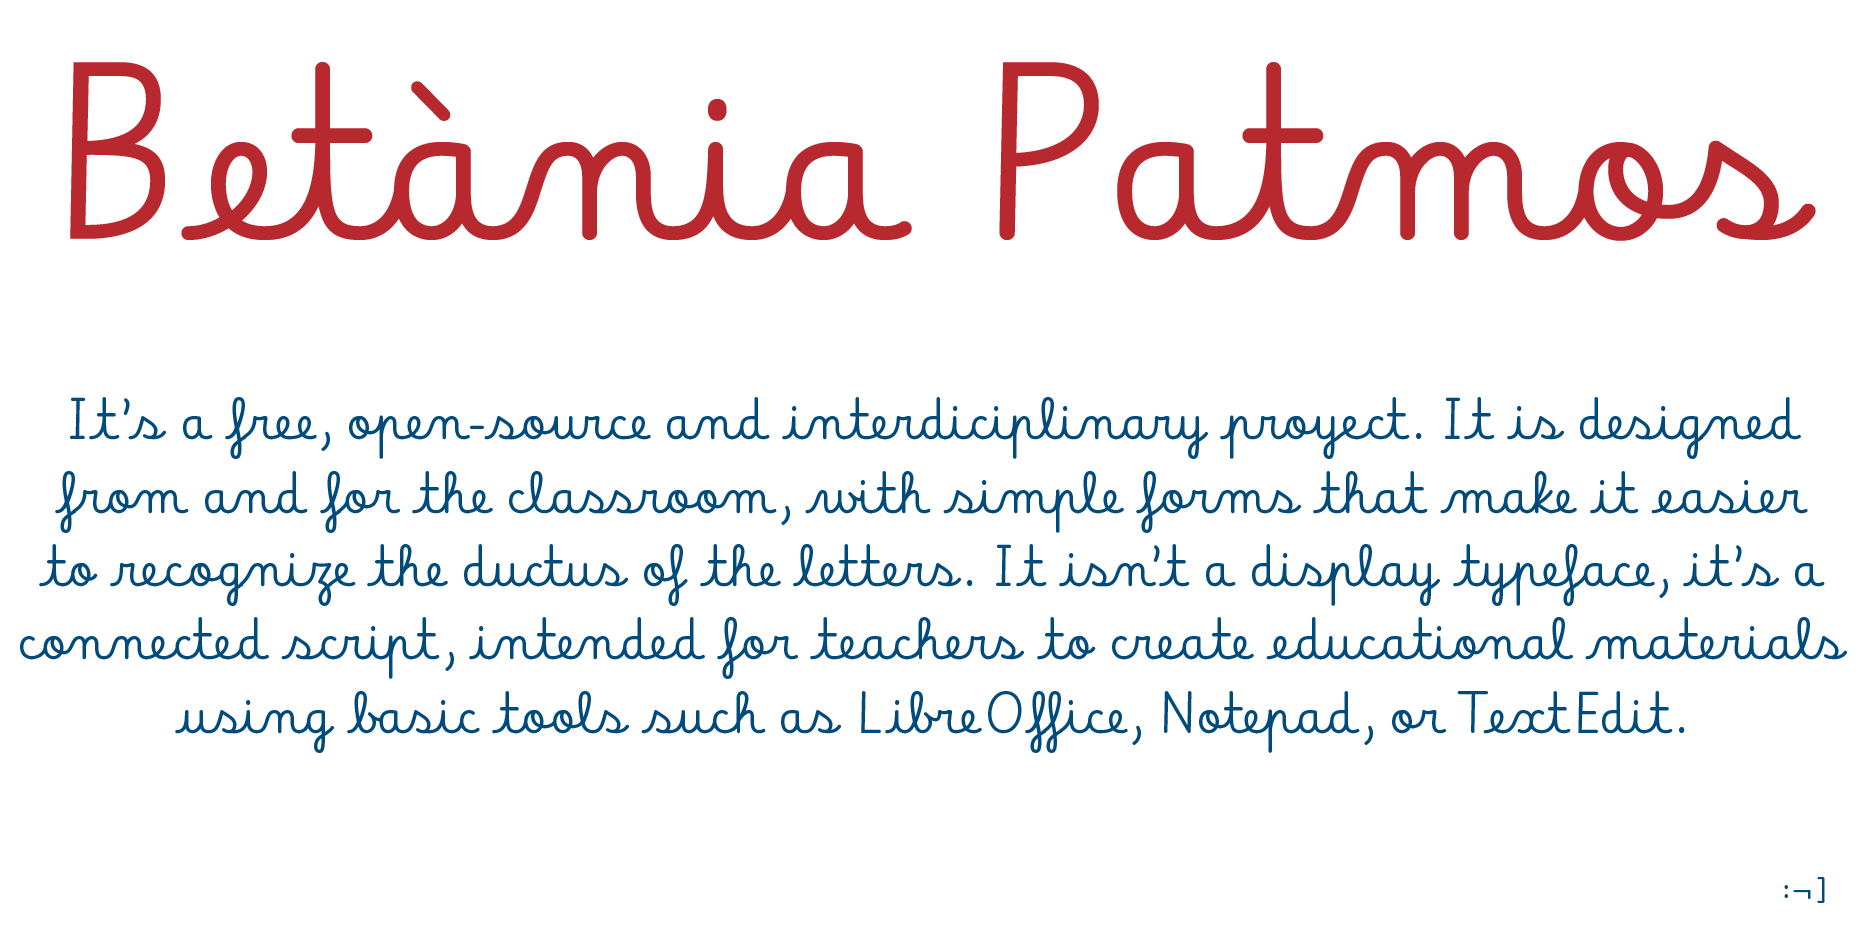 Betània Patmos
It's a free, open-source and interdiciplinary proyect. It is designed
from and for the classroom, with simple forms that make it easier
to recognize the ductus of the letters. It isn't a display typeface, it's a
connected script, intended for teachers to create educational materials
using basic tools such as LibreOffice, Notepad, or TextEdit.
:¬]